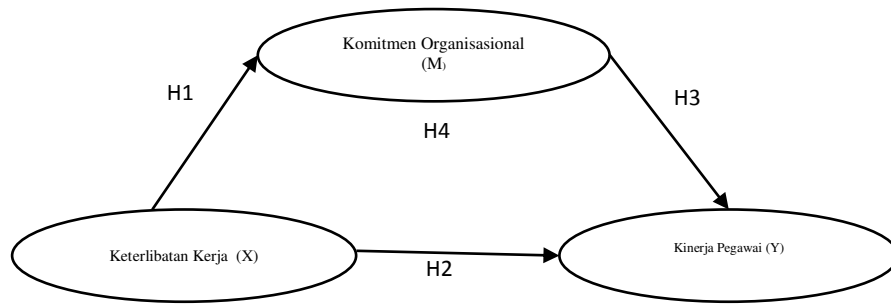 Komitmen Organisasional
(M)
H1
H3
H4
Keterlibatan Kerja (X)
Kinerja Pegawai (Y)
H2